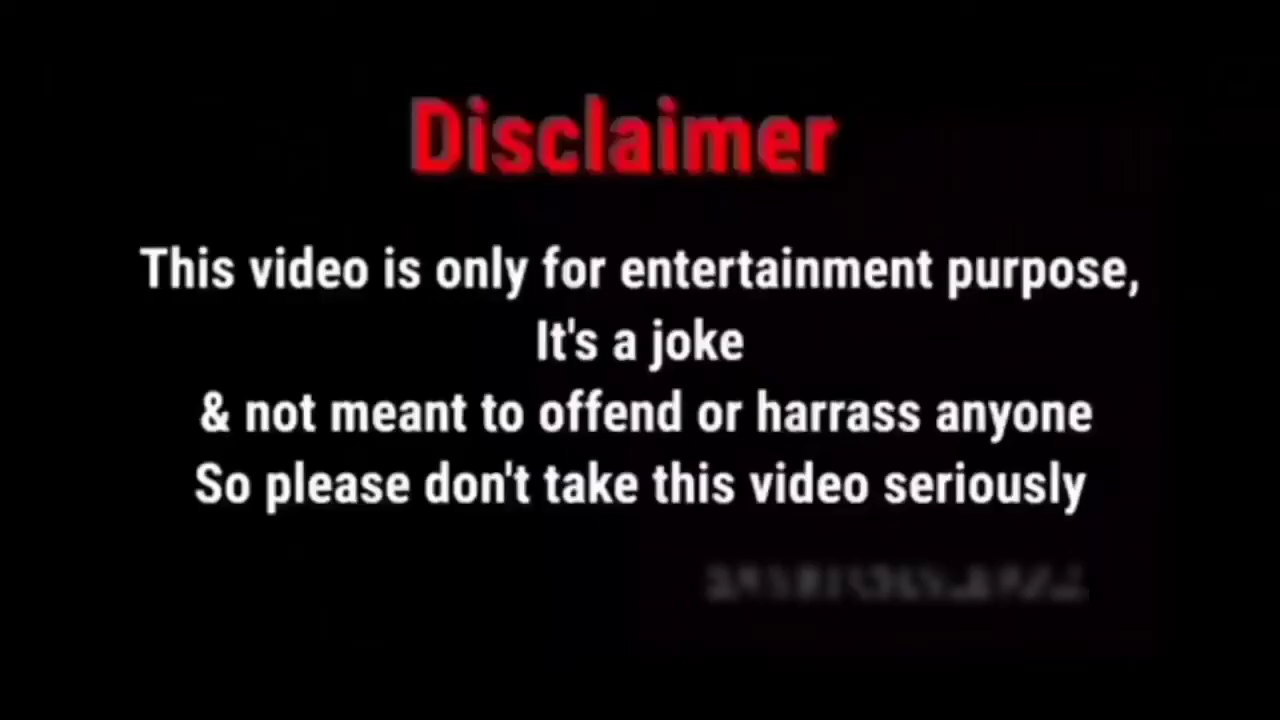 Disclaimer
This video is only for entertainment purpose,
It's a joke
& not meant to offend or harrass anyone
So please don't take this video seriously